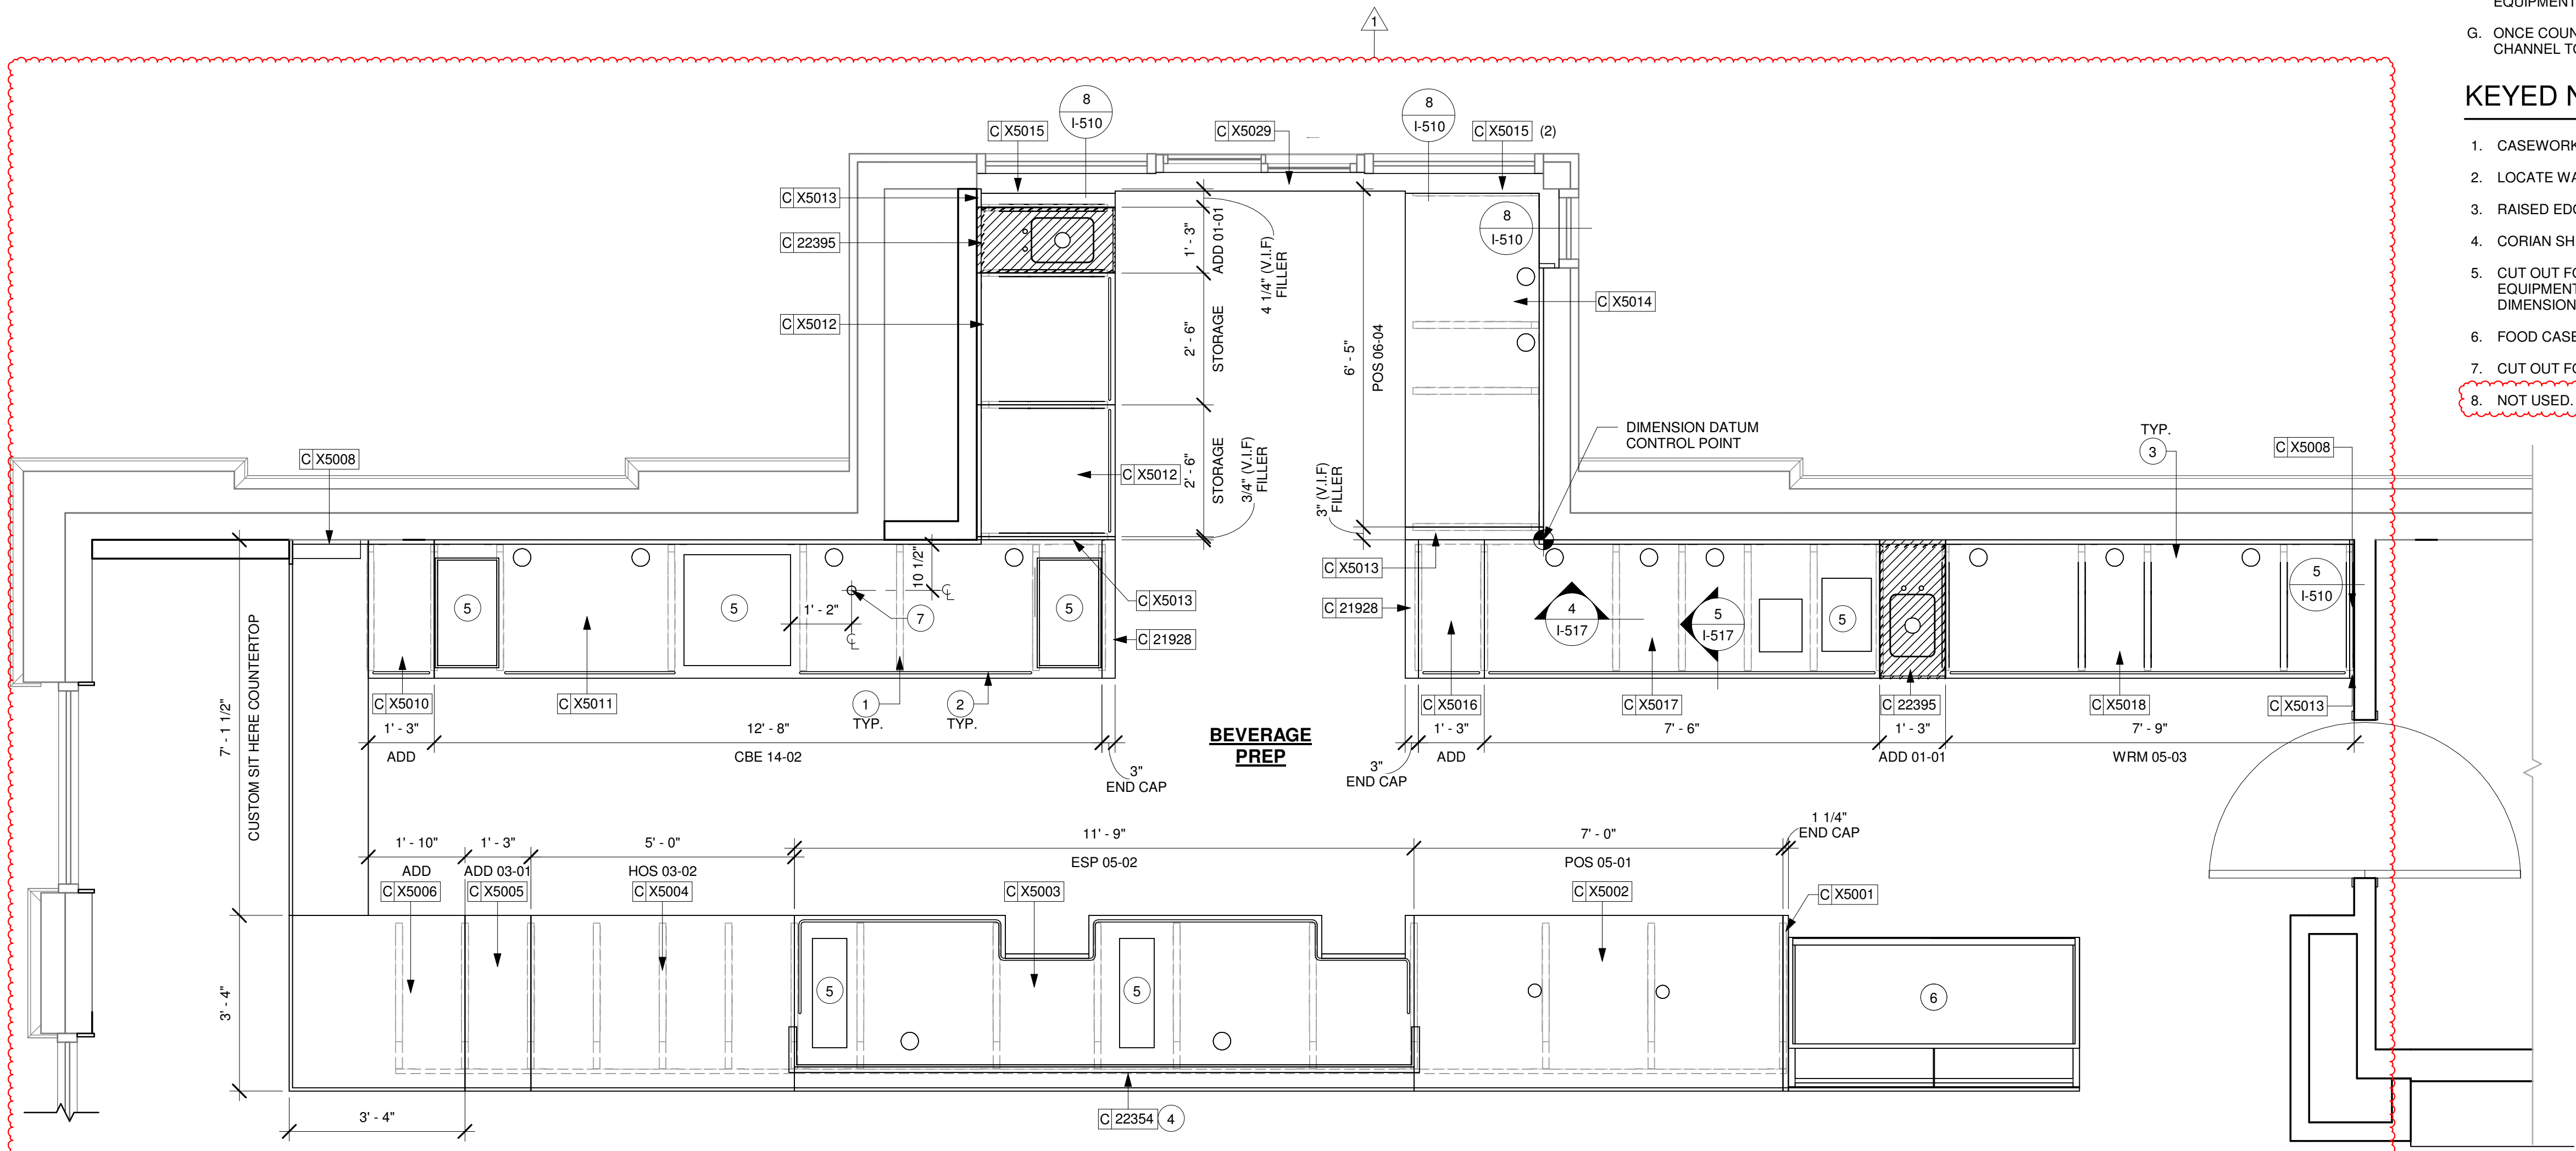 1
EQUIPMENT
G. ONCE COUN
CHANNEL TO
KEYED N
1. CASEWORK
2. LOCATE WA
3. RAISED EDG
4. CORIAN SH
5. CUT OUT FO
EQUIPMENT
DIMENSION
6. FOOD CASE
7. CUT OUT FO
8. NOT USED.
C X5015
8
I-510
C X5029
8
I-510
C X5015 (2)
C X5013
C 22395
C X5012
1' - 3"
ADD 01-01
4 1/4" (V.I.F)
FILLER
2' - 6"
STORAGE
8
I-510
C X5014
6' - 5"
POS 06-04
C X5012
2' - 6"
STORAGE
3/4" (V.I.F)
FILLER
3" (V.I.F)
FILLER
DIMENSION DATUM
CONTROL POINT
TYP.
3
C X5008
C X5008
10 1/2"
C X5013
C X5013
5
I-510
5
5
1' - 2"
7
5
C 21928
C 21928
4
I-517
5
I-517
5
C X5010
C X5011
1
TYP.
2
TYP.
C X5016
C X5017
C 22395
C X5018
C X5013
7' - 1 1/2"
CUSTOM SIT HERE COUNTERTOP
1' - 3"
ADD
12' - 8"
CBE 14-02
3"
END CAP
BEVERAGE
PREP
3"
END CAP
1' - 3"
ADD
7' - 6"
1' - 3"
ADD 01-01
7' - 9"
WRM 05-03
1' - 10"
ADD
C X5006
1' - 3"
ADD 03-01
C X5005
5' - 0"
HOS 03-02
C X5004
11' - 9"
ESP 05-02
C X5003
7' - 0"
POS 05-01
C X5002
1 1/4"
END CAP
C X5001
5
5
6
3' - 4"
3' - 4"
C 22354 4